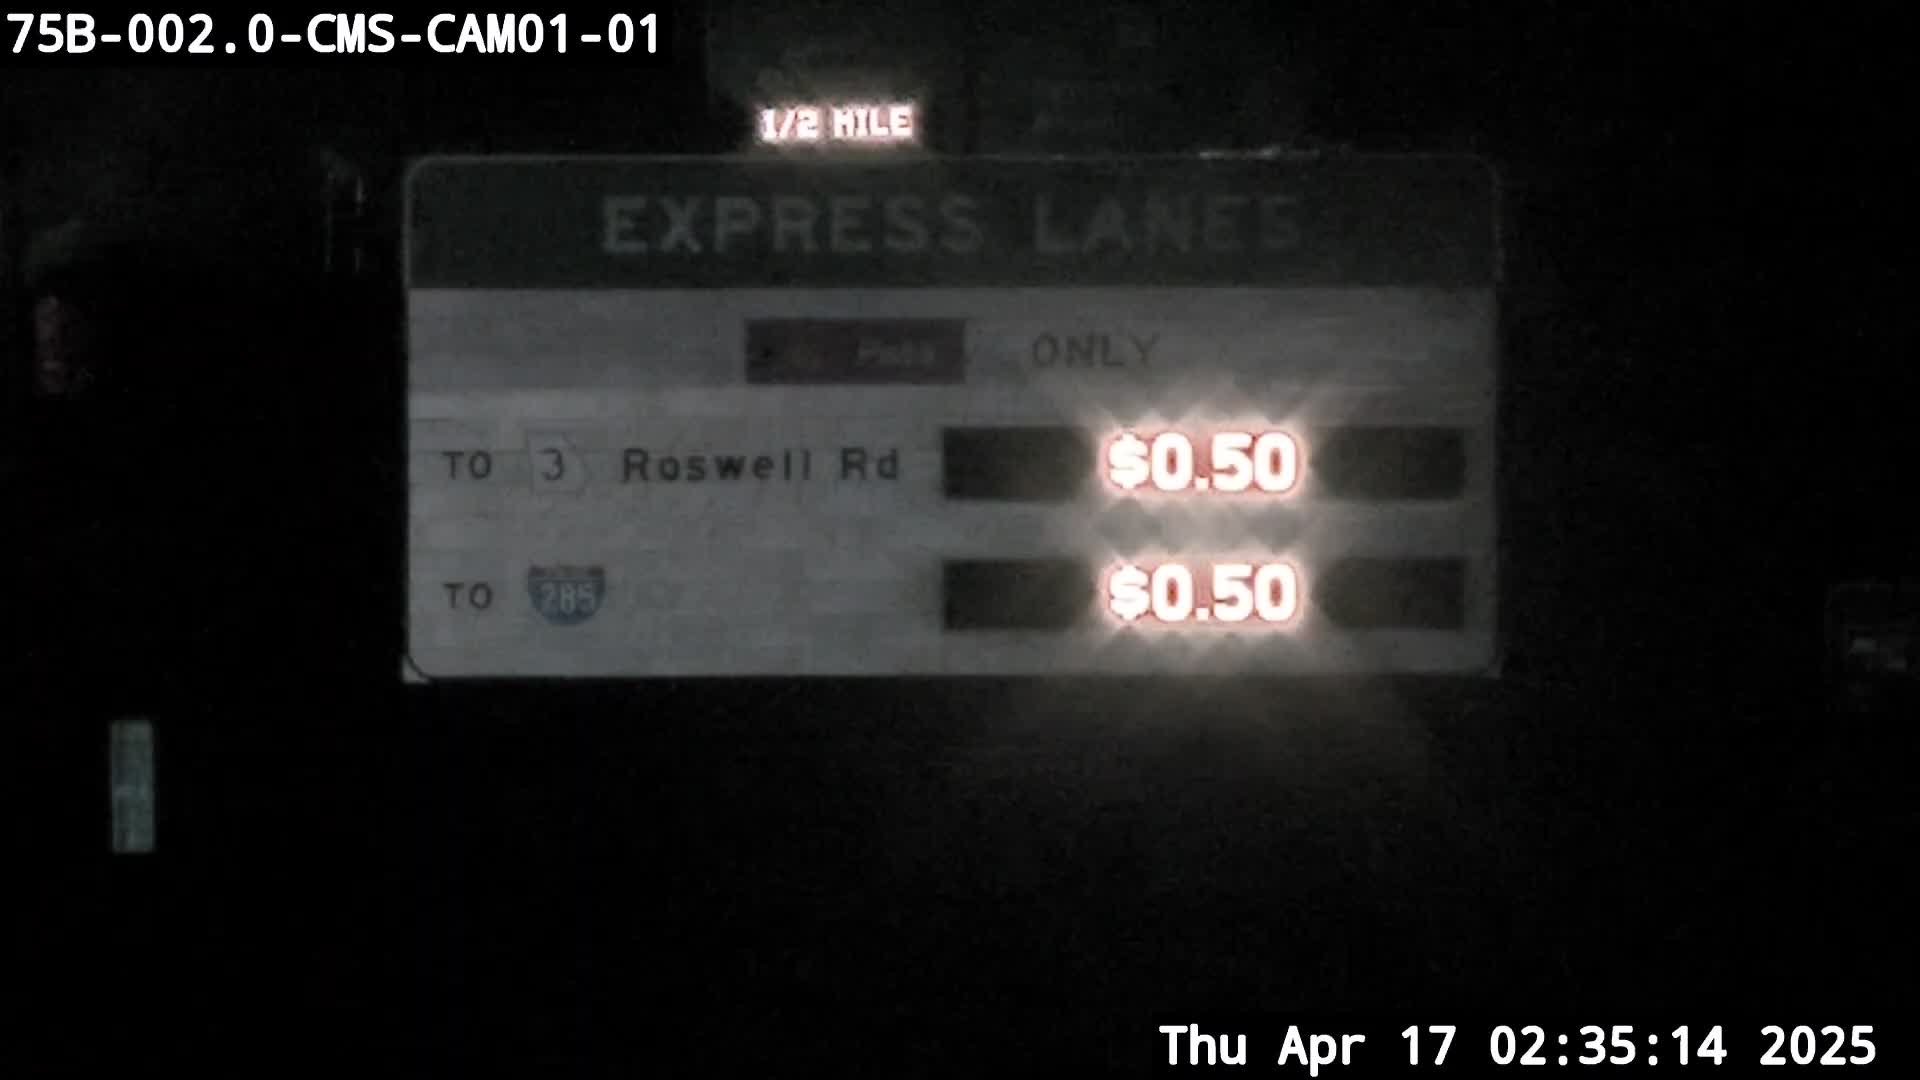 75B-002.0-CMS-CAM01-01
1/2 MILE
EXPRESS LANES
Pass ONLY
TO 3 Roswell Rd $0.50
TO 285 $0.50
Thu Apr 17 02:35:14 2025